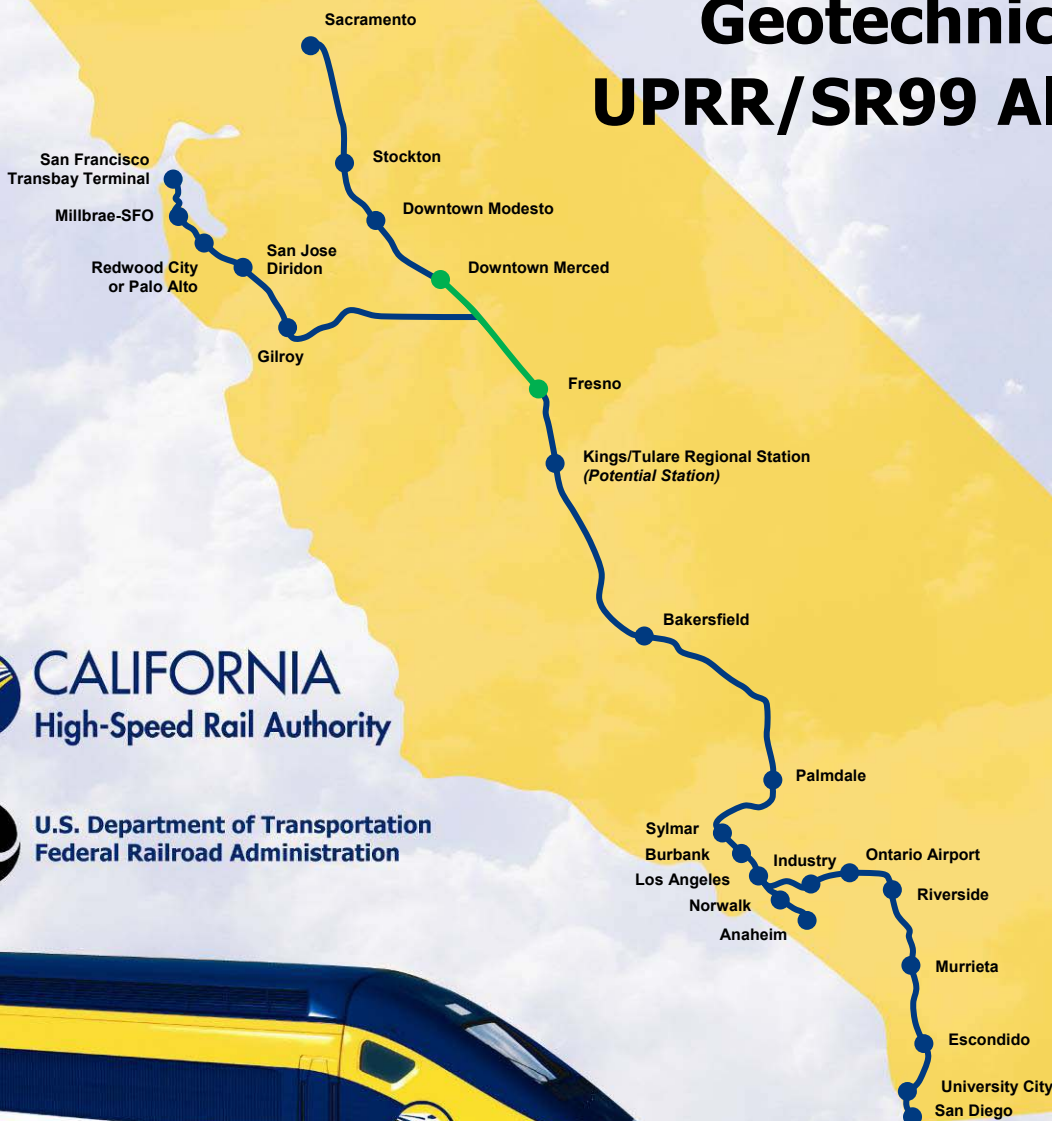 Geotechnic
UPRR/SR99 Al
Sacramento
San Francisco
Transbay Terminal
Stockton
Millbrae-SFO
Downtown Modesto
Redwood City
or Palo Alto
San Jose
Diridon
Downtown Merced
Gilroy
Fresno
Kings/Tulare Regional Station
(Potential Station)
Bakersfield
CALIFORNIA
High-Speed Rail Authority
Palmdale
U.S. Department of Transportation
Federal Railroad Administration
Sylmar
Burbank
Los Angeles
Industry
Ontario Airport
Norwalk
Riverside
Anaheim
Murrieta
Escondido
University City
San Diego